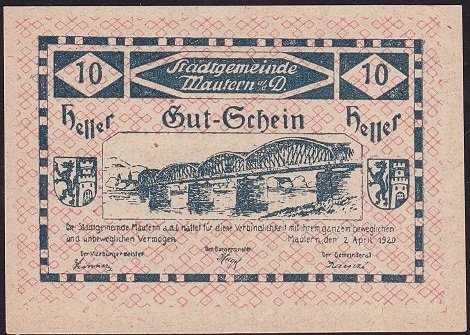 10 Stadtgemeinde 10
Mautern a/D.
Heller Gut-Schein Heller
Die Stadtgemeinde Mautern a.d.D. haftet für diese Verbindlichkeit mit ihrem ganzen beweglichen
und unbeweglichen Vermögen. Mautern, den 2 April 1920
Der Vizebürgermeister Der Bürgermeister Der Gemeinderat